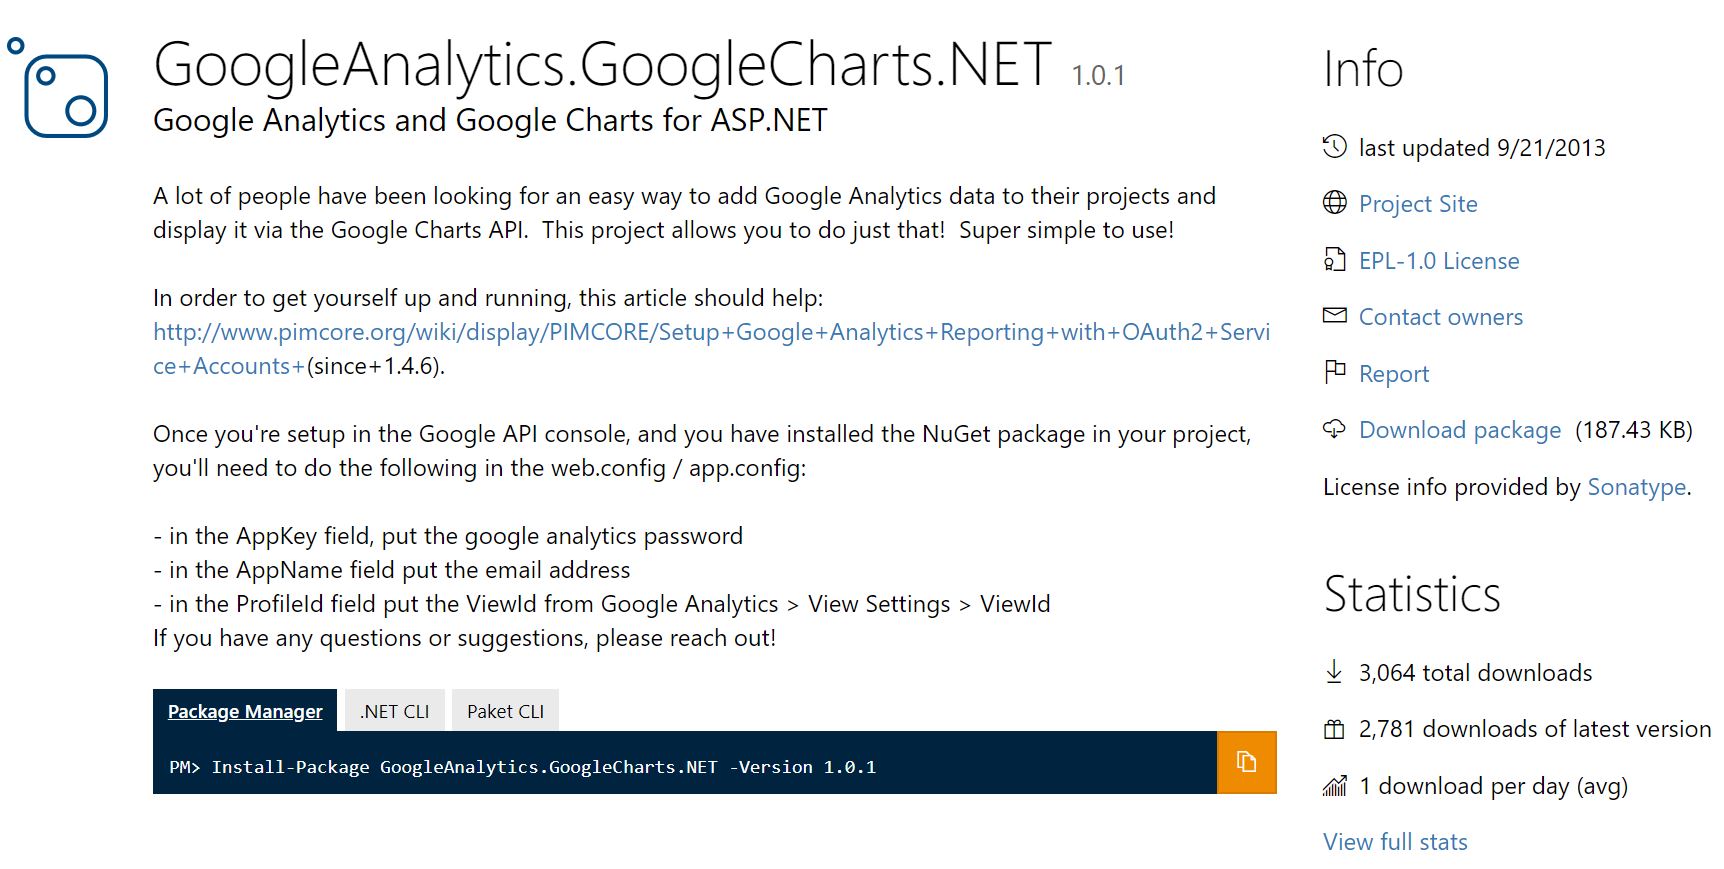 GoogleAnalytics.GoogleCharts.NET 1.0.1
Google Analytics and Google Charts for ASP.NET
A lot of people have been looking for an easy way to add Google Analytics data to their projects and
display it via the Google Charts API.  This project allows you to do just that!  Super simple to use!
In order to get yourself up and running, this article should help:
http://www.pimcore.org/wiki/display/PIMCORE/Setup+Google+Analytics+Reporting+with+OAuth2+Servi
ce+Accounts+(since+1.4.6).
Once you're setup in the Google API console, and you have installed the NuGet package in your project,
you'll need to do the following in the web.config / app.config:
- in the AppKey field, put the google analytics password
- in the AppName field put the email address
- in the ProfileId field put the ViewId from Google Analytics > View Settings > ViewId
If you have any questions or suggestions, please reach out!
Package Manager .NET CLI Paket CLI
PM> Install-Package GoogleAnalytics.GoogleCharts.NET -Version 1.0.1
Info
last updated 9/21/2013
Project Site
EPL-1.0 License
Contact owners
Report
Download package (187.43 KB)
License info provided by Sonatype.
Statistics
3,064 total downloads
2,781 downloads of latest version
1 download per day (avg)
View full stats